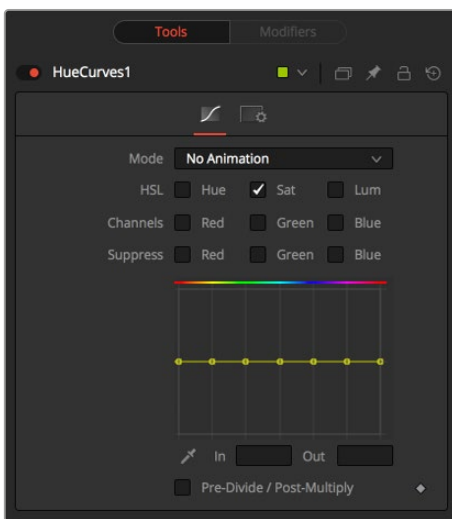 Tools Modifiers
HueCurves1
Mode No Animation
HSL Hue Sat Lum
Channels Red Green Blue
Suppress Red Green Blue
In Out
Pre-Divide / Post-Multiply